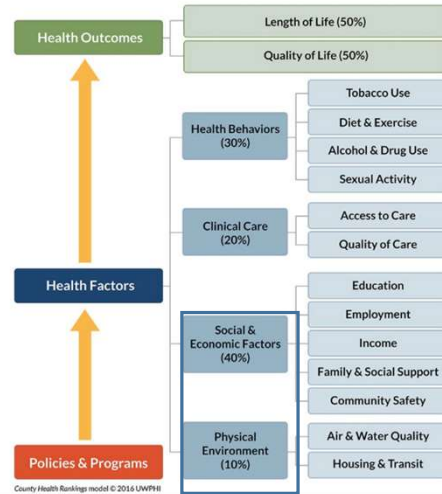 Health Outcomes
Length of Life (50%)
Quality of Life (50%)
Health Behaviors
(30%)
Tobacco Use
Diet & Exercise
Alcohol & Drug Use
Sexual Activity
Clinical Care
(20%)
Access to Care
Quality of Care
Health Factors
Social &
Economic Factors
(40%)
Education
Employment
Income
Family & Social Support
Community Safety
Physical
Environment
(10%)
Air & Water Quality
Housing & Transit
Policies & Programs
County Health Rankings model © 2016 UWPHI